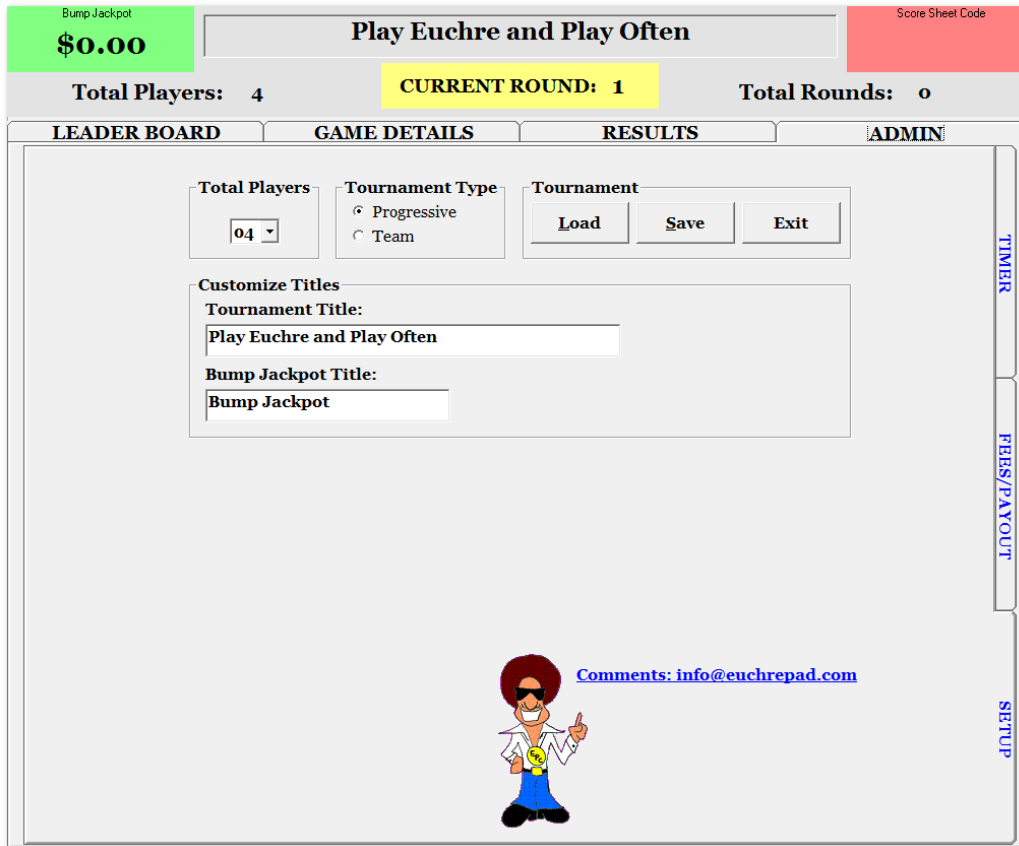 Bump Jackpot
$0.00
Play Euchre and Play Often
Score Sheet Code
Total Players: 4
CURRENT ROUND: 1
Total Rounds: 0
LEADER BOARD
GAME DETAILS
RESULTS
ADMIN
Total Players
04
Tournament Type
Progressive
Team
Tournament
Load
Save
Exit
Customize Titles
Tournament Title:
Play Euchre and Play Often
Bump Jackpot Title:
Bump Jackpot
TIMER
FEES/PAYOUT
SETUP
Comments: info@euchrepad.com
EPC